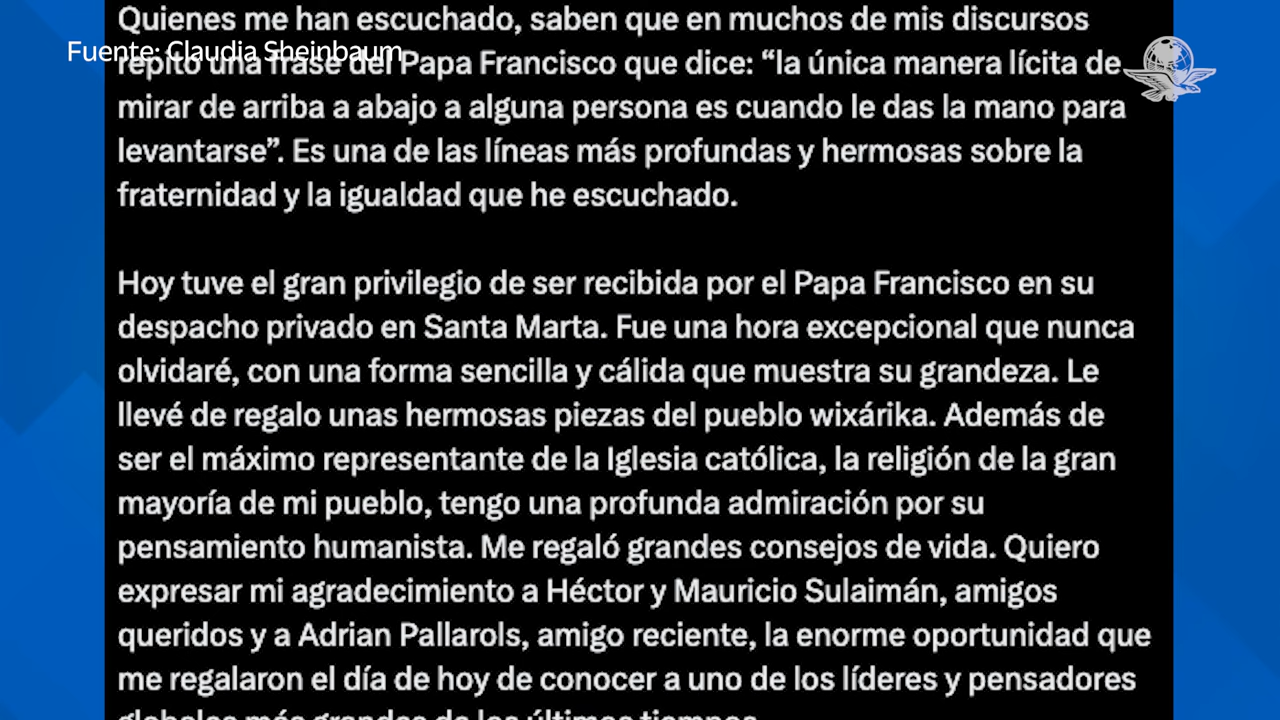 Quienes me han escuchado, saben que en muchos de mis discursos
Fuente: Claudia Sheinbaum
repito una frase del Papa Francisco que dice: “la única manera lícita de
mirar de arriba a abajo a alguna persona es cuando le das la mano para
levantarse”. Es una de las líneas más profundas y hermosas sobre la
fraternidad y la igualdad que he escuchado.
Hoy tuve el gran privilegio de ser recibida por el Papa Francisco en su
despacho privado en Santa Marta. Fue una hora excepcional que nunca
olvidaré, con una forma sencilla y cálida que muestra su grandeza. Le
llevé de regalo unas hermosas piezas del pueblo wixárika. Además de
ser el máximo representante de la Iglesia católica, la religión de la gran
mayoría de mi pueblo, tengo una profunda admiración por su
pensamiento humanista. Me regaló grandes consejos de vida. Quiero
expresar mi agradecimiento a Héctor y Mauricio Sulaimán, amigos
queridos y a Adrian Pallarols, amigo reciente, la enorme oportunidad que
me regalaron el día de hoy de conocer a uno de los líderes y pensadores
globales más grandes de los últimos tiempos.